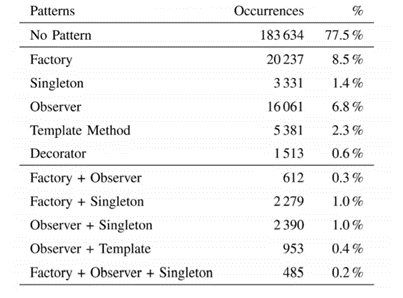 Patterns Occurrences %
No Pattern 183 634 77.5 %
Factory 20 237 8.5 %
Singleton 3 331 1.4 %
Observer 16 061 6.8 %
Template Method 5 381 2.3 %
Decorator 1 513 0.6 %
Factory + Observer 612 0.3 %
Factory + Singleton 2 279 1.0 %
Observer + Singleton 2 390 1.0 %
Observer + Template 953 0.4 %
Factory + Observer + Singleton 485 0.2 %